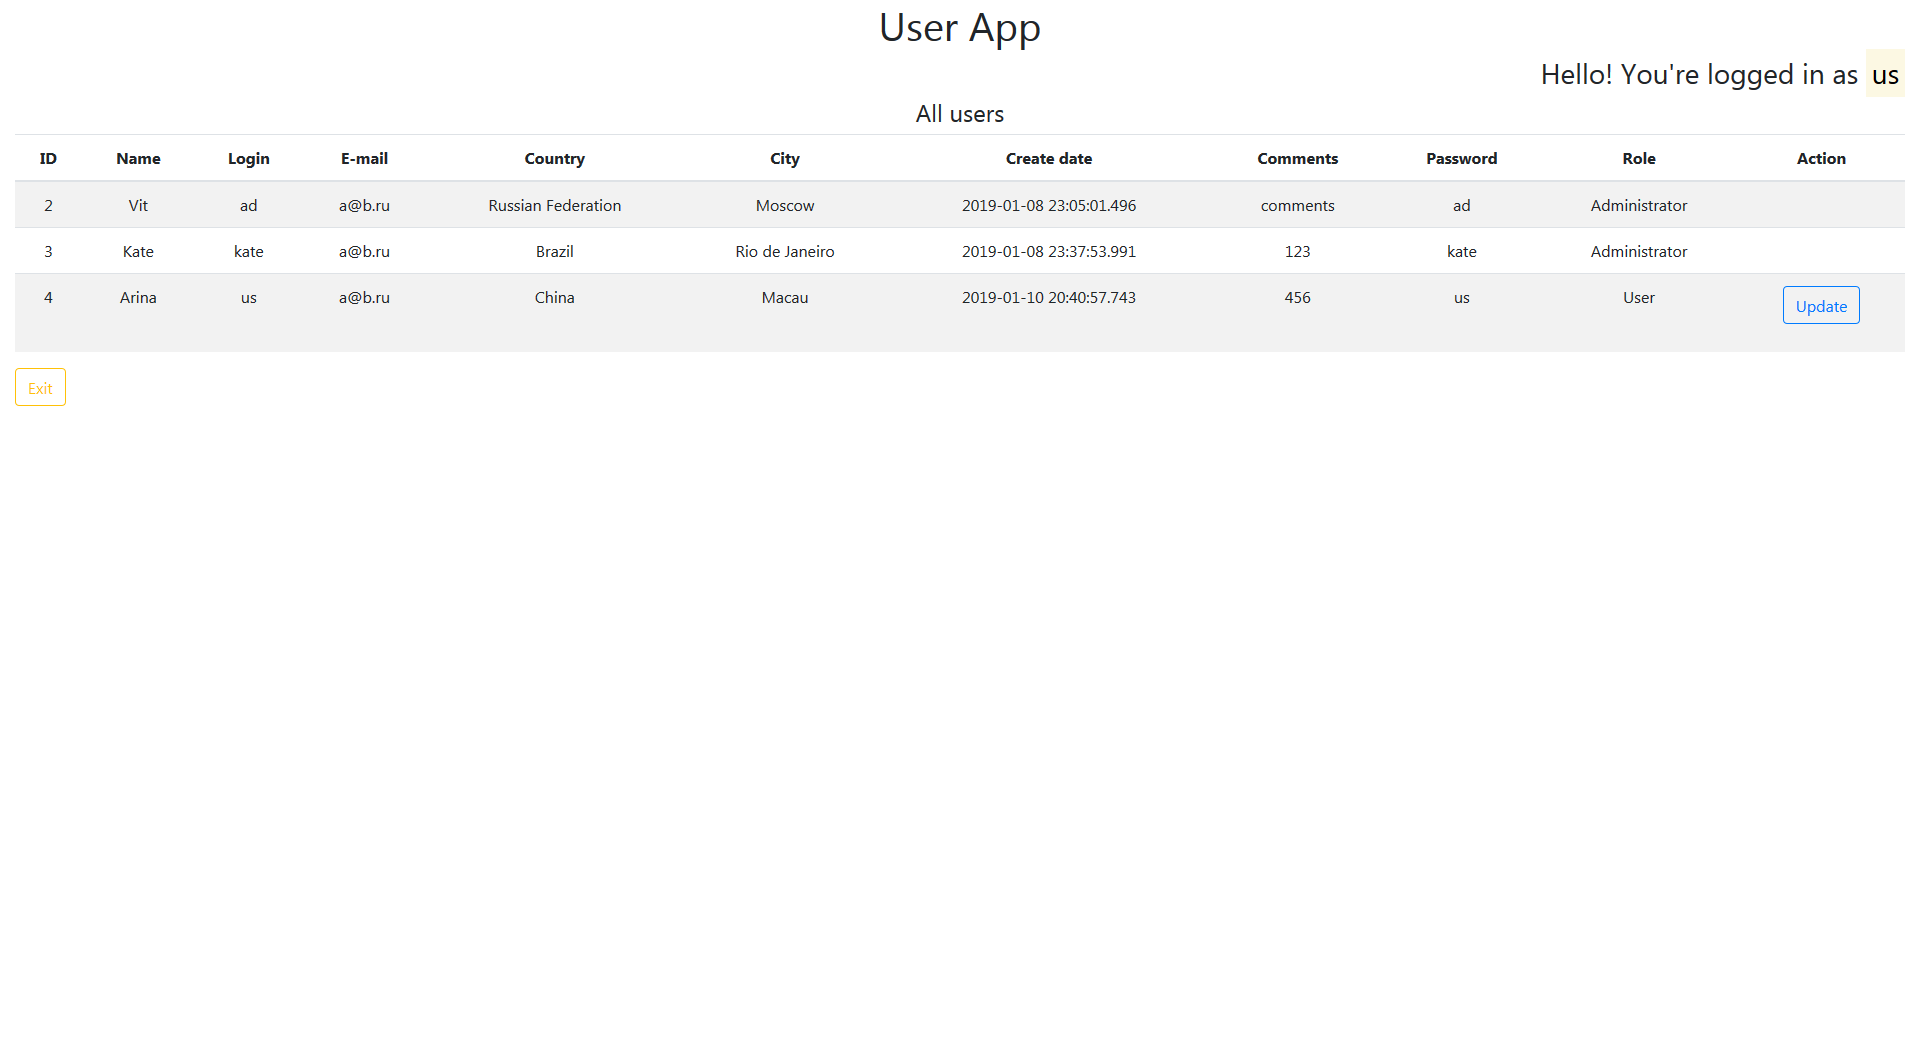 User App
Hello! You're logged in as us
All users
ID Name Login E-mail Country City Create date Comments Password Role Action
2 Vit ad a@b.ru Russian Federation Moscow 2019-01-08 23:05:01.496 comments ad Administrator
3 Kate kate a@b.ru Brazil Rio de Janeiro 2019-01-08 23:37:53.991 123 kate Administrator
4 Arina us a@b.ru China Macau 2019-01-10 20:40:57.743 456 us User Update
Exit